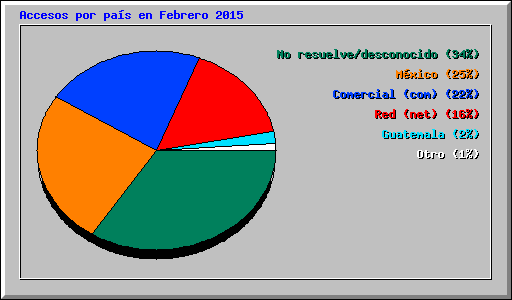 Accesos por país en Febrero 2015
No resuelve/desconocido (34%)
México (25%)
Comercial (com) (22%)
Red (net) (16%)
Guatemala (2%)
Otro (1%)